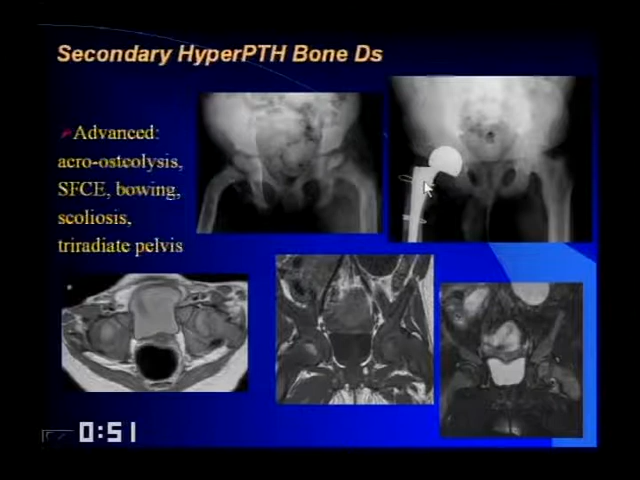 Secondary HyperPTH Bone Ds
Advanced:
acro-osteolysis,
SFCE, bowing,
scoliosis,
triradiate pelvis
0:51